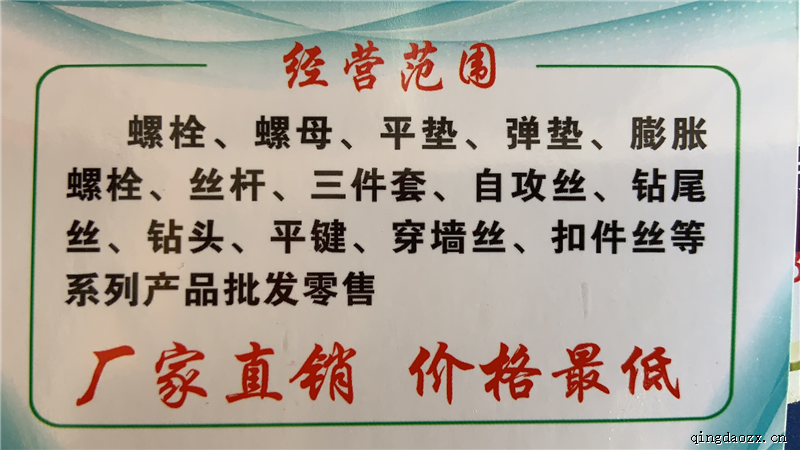 经营范围
螺栓、螺母、平垫、弹垫、膨胀
螺栓、丝杆、三件套、自攻丝、钻尾
丝、钻头、平键、穿墙丝、扣件丝等
系列产品批发零售
厂家直销 价格最低
qingdaozx.cn